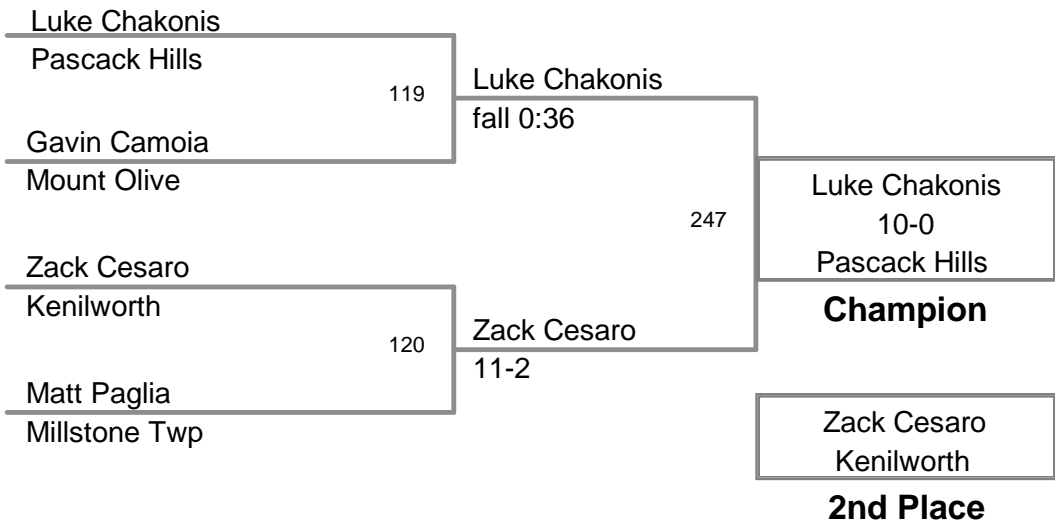 Luke Chakonis
Pascack Hills
119
Gavin Camoia
Mount Olive
Luke Chakonis
fall 0:36
Zack Cesaro
Kenilworth
120
Matt Paglia
Millstone Twp
Zack Cesaro
11-2
247
Luke Chakonis
10-0
Pascack Hills
Champion
Zack Cesaro
Kenilworth
2nd Place